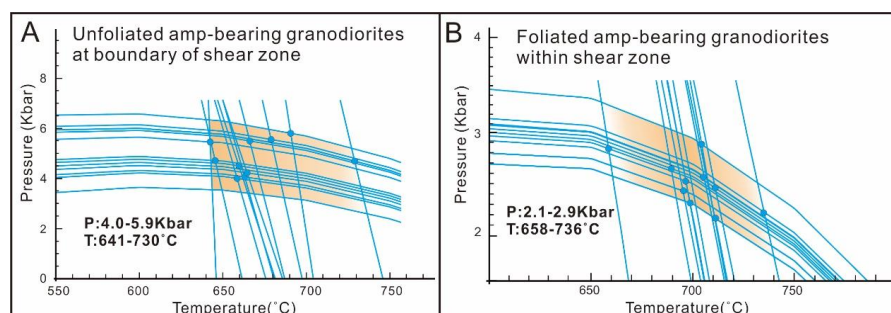 A
Unfoliated amp-bearing granodiorites
at boundary of shear zone
Pressure (Kbar)
8
6
4
2
0
P:4.0-5.9Kbar
T:641-730°C
550
600
650
700
750
Temperature(°C)
B
Foliated amp-bearing granodiorites
within shear zone
Pressure (Kbar)
4
3
2
P:2.1-2.9Kbar
T:658-736°C
650
700
750
Temperature(°C)